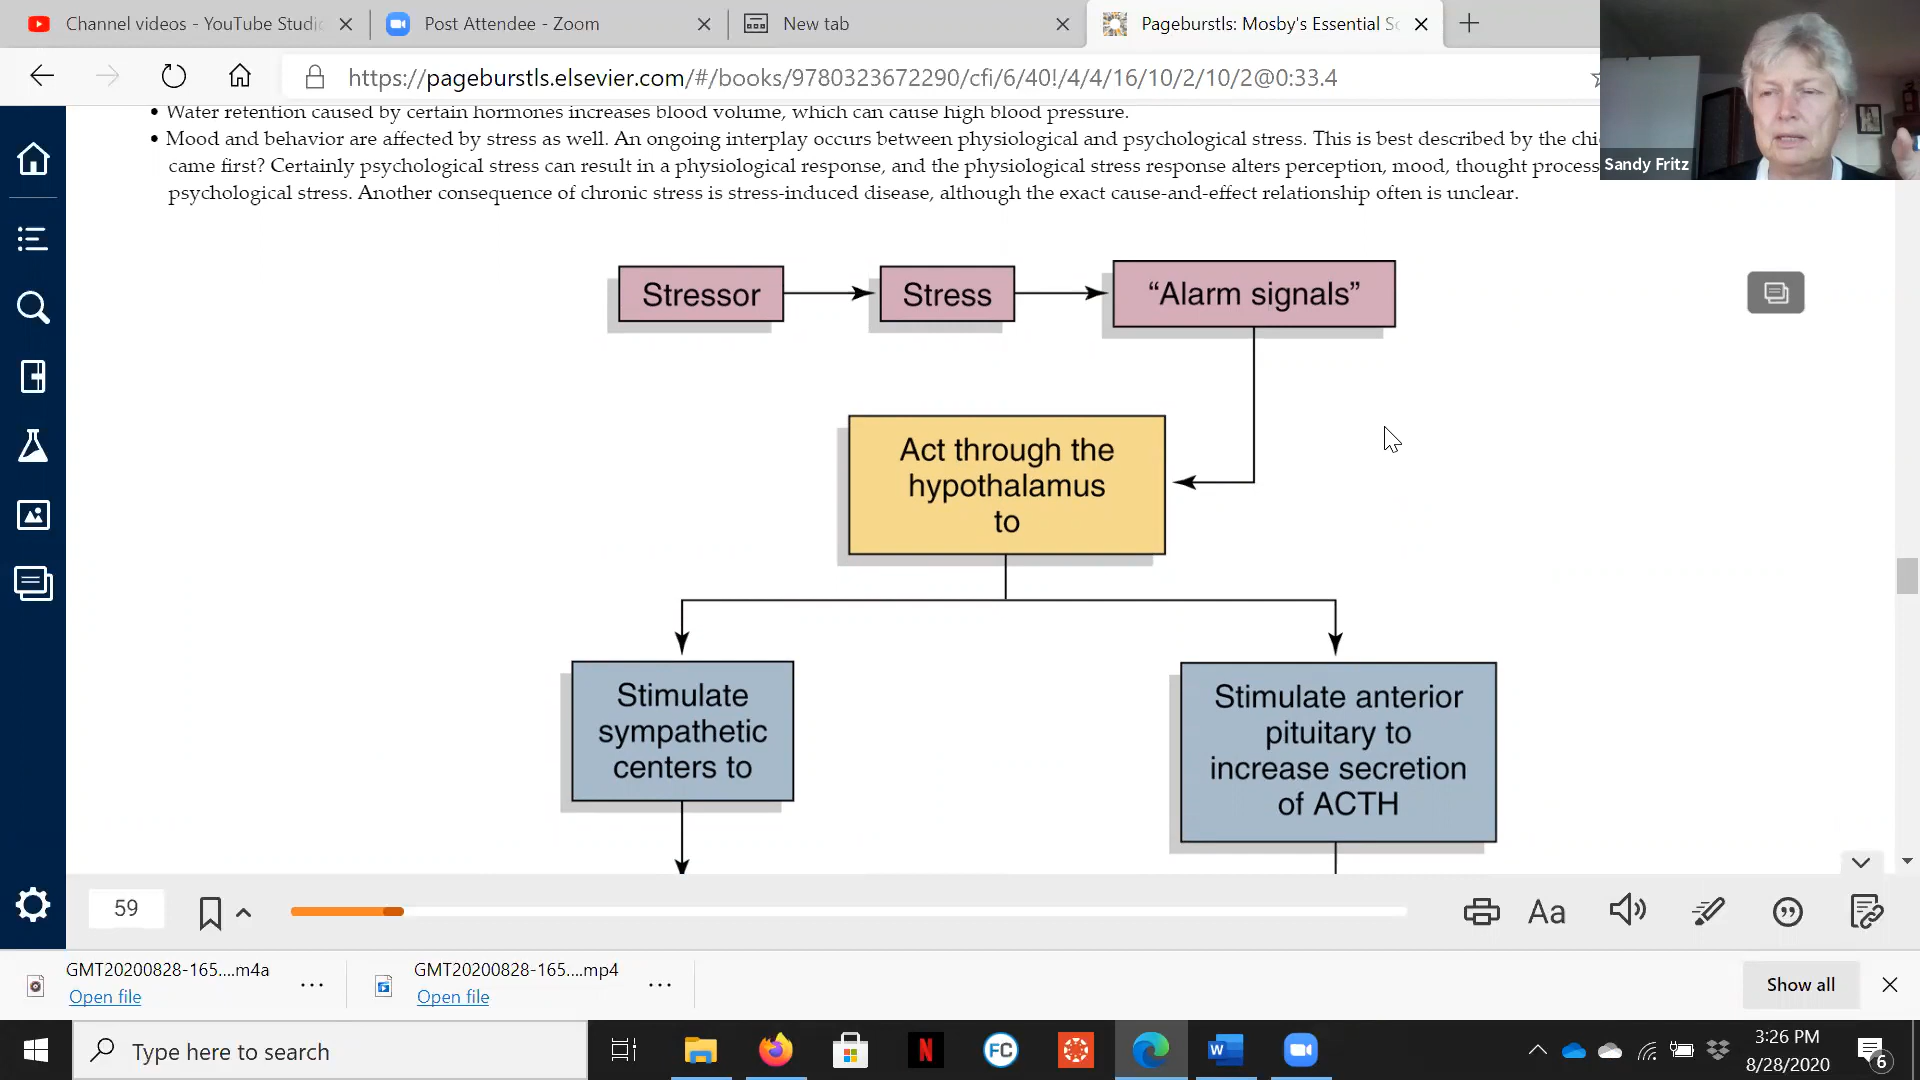 Channel videos - YouTube Studio
Post Attendee - Zoom
New tab
Pageburstls: Mosby's Essential Sc
https://pageburstls.elsevier.com/#/books/9780323672290/cfi/6/40!/4/4/16/10/2/10/2@0:33.4
• Water retention caused by certain hormones increases blood volume, which can cause high blood pressure.
• Mood and behavior are affected by stress as well. An ongoing interplay occurs between physiological and psychological stress. This is best described by the
came first? Certainly psychological stress can result in a physiological response, and the physiological stress response alters perception, mood, thought
psychological stress. Another consequence of chronic stress is stress-induced disease, although the exact cause-and-effect relationship often is unclear.
Sandy Fritz
Stressor
Stress
“Alarm signals”
Act through the
hypothalamus
to
Stimulate
sympathetic
centers to
Stimulate anterior
pituitary to
increase secretion
of ACTH
59
Aa
GMT20200828-165....m4a
Open file
GMT20200828-165....mp4
Open file
Show all
Type here to search
N
FC
W
3:26 PM
8/28/2020
6